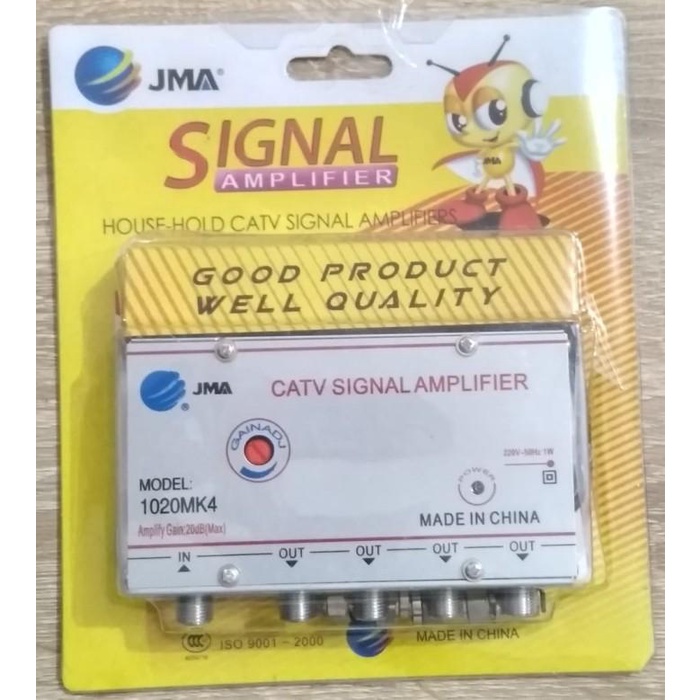 JMA®
SIGNAL
AMPLIFIER
JMA
HOUSE-HOLD CATV SIGNAL AMPLIFIERS
GOOD PRODUCT
WELL QUALITY
JMA®
CATV SIGNAL AMPLIFIER
GAINADJ
220V~50Hz 1W
POWER
MODEL:
1020MK4
MADE IN CHINA
Amplify Gain:20dB(Max)
IN OUT OUT OUT OUT
CCC
ISO 9001-2000
MADE IN CHINA